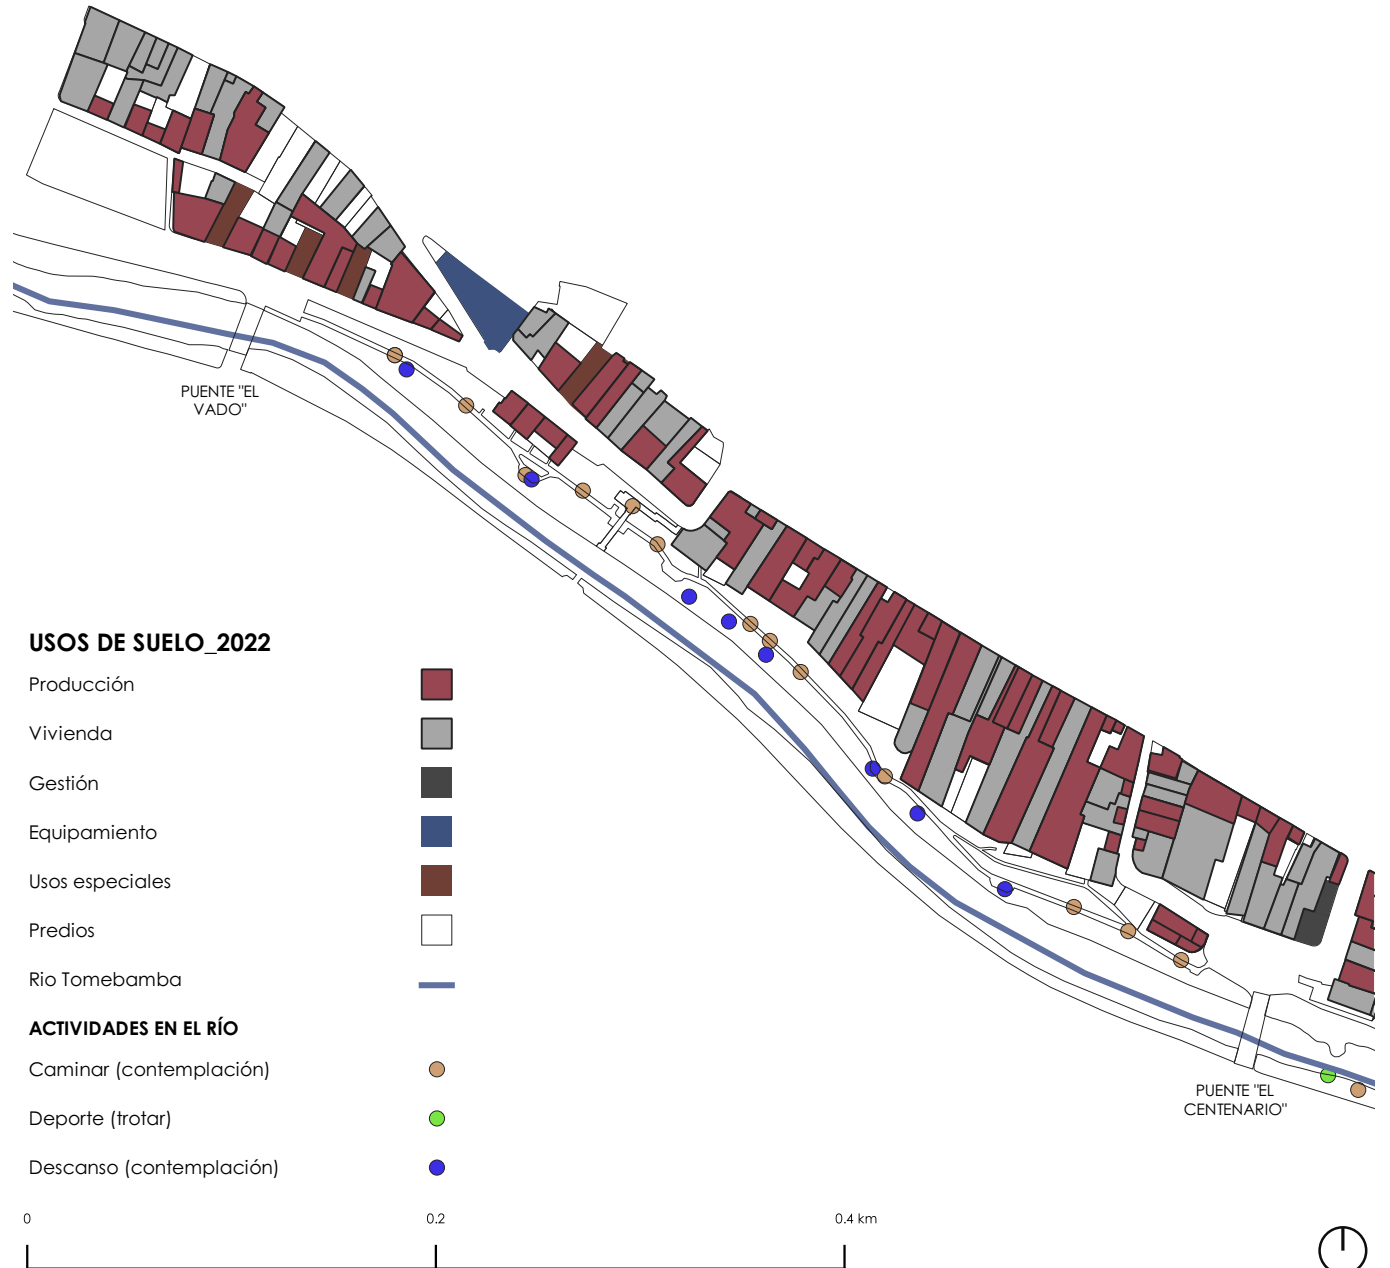 PUENTE "EL
VADO"
USOS DE SUELO_2022
Producción
Vivienda
Gestión
Equipamiento
Usos especiales
Predios
Rio Tomebamba
ACTIVIDADES EN EL RÍO
Caminar (contemplación)
Deporte (trotar)
Descanso (contemplación)
PUENTE "EL
CENTENARIO"
0 0.2 0.4 km